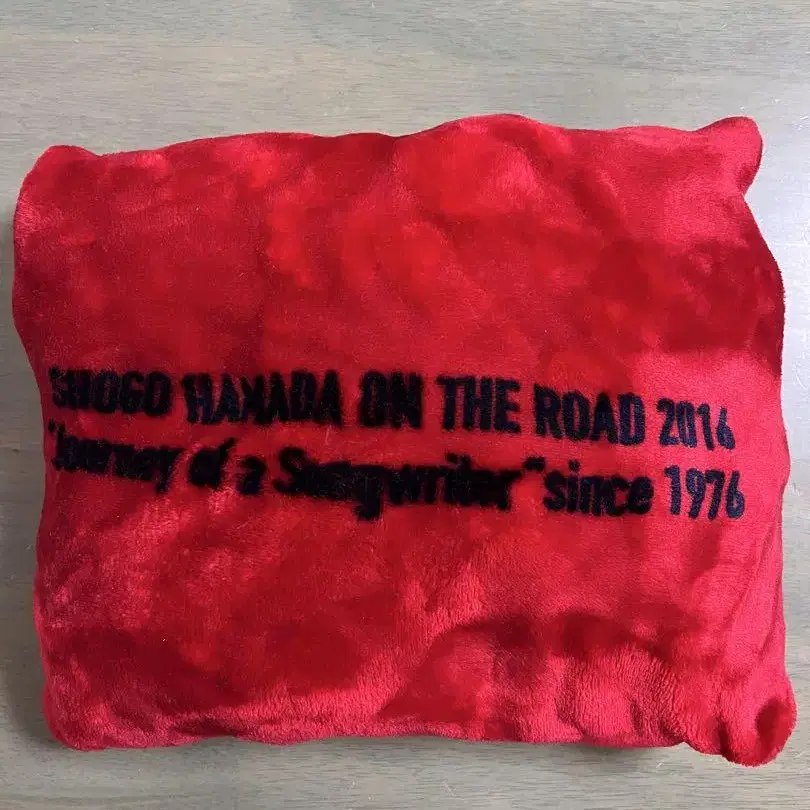 SHOGO HAMADA ON THE ROAD 2016
"Journey of a Songwriter" since 1976